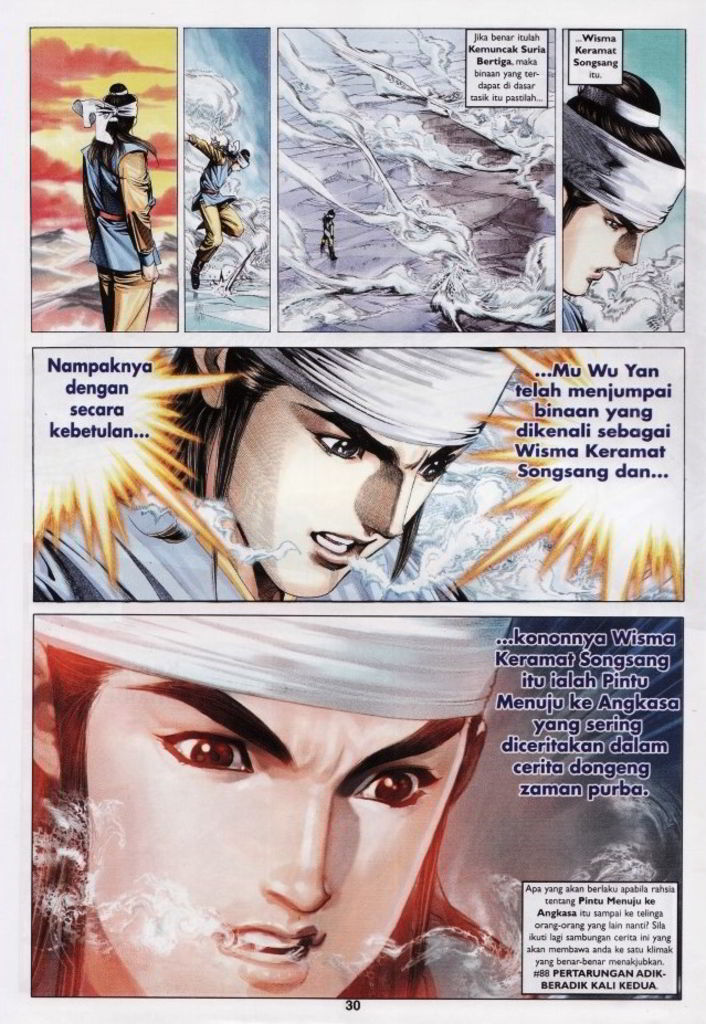 Jika benar itulah
Kemuncak Suria
Bertiga, maka
binaan yang ter-
dapat di dasar
tasik itu pastilah...
...Wisma
Keramat
Songsang
itu.
Nampaknya
dengan
secara
kebetulan...
...Mu Wu Yan
telah menjumpai
binaan yang
dikenali sebagai
Wisma Keramat
Songsang dan...
...kononnya Wisma
Keramat Songsang
itu ialah Pintu
Menuju ke Angkasa
yang sering
diceritakan dalam
cerita dongeng
zaman purba.
Apa yang akan berlaku apabila rahsia
tentang Pintu Menuju ke
Angkasa itu sampai ke telinga
orang-orang yang lain nanti? Sila
ikuti lagi sambungan cerita ini yang
akan membawa anda ke satu klimak
yang benar-benar menakjubkan.
#88 PERTARUNGAN ADIK-
BERADIK KALI KEDUA.
30